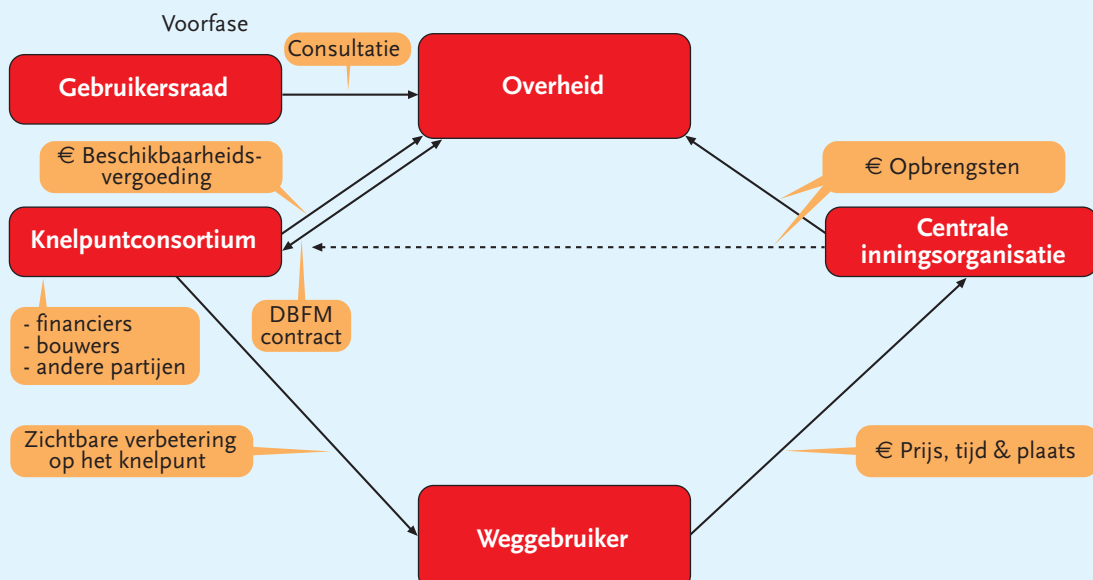 Voorfase
Consultatie
Gebruikersraad
Overheid
€ Beschikbaarheids-
vergoeding
€ Opbrengsten
Knelpuntconsortium
Centrale
inningsorganisatie
- financiers
- bouwers
- andere partijen
DBFM
contract
Zichtbare verbetering
op het knelpunt
€ Prijs, tijd & plaats
Weggebruiker